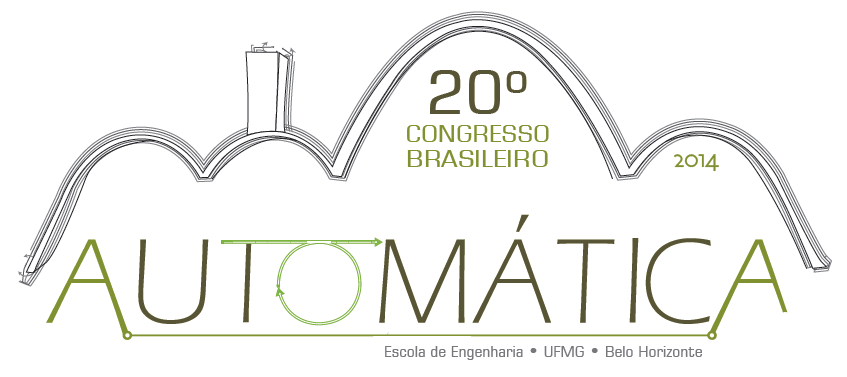 20º
CONGRESSO
BRASILEIRO
2014
AUTOMÁTICA
Escola de Engenharia • UFMG • Belo Horizonte